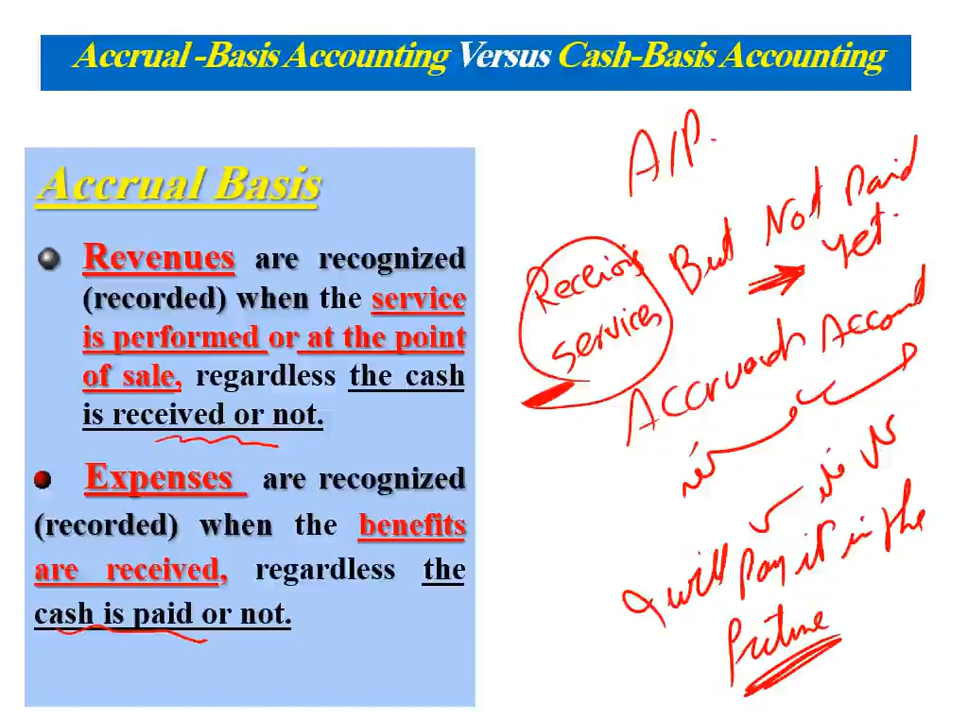 Accrual -Basis Accounting Versus Cash-Basis Accounting
Accrual Basis
Revenues are recognized
(recorded) when the service
is performed or at the point
of sale, regardless the cash
is received or not.
Expenses are recognized
(recorded) when the benefits
are received, regardless the
cash is paid or not.
A/P.
Receiving
services
But Not Paid
yet.
I will pay it in the
Future